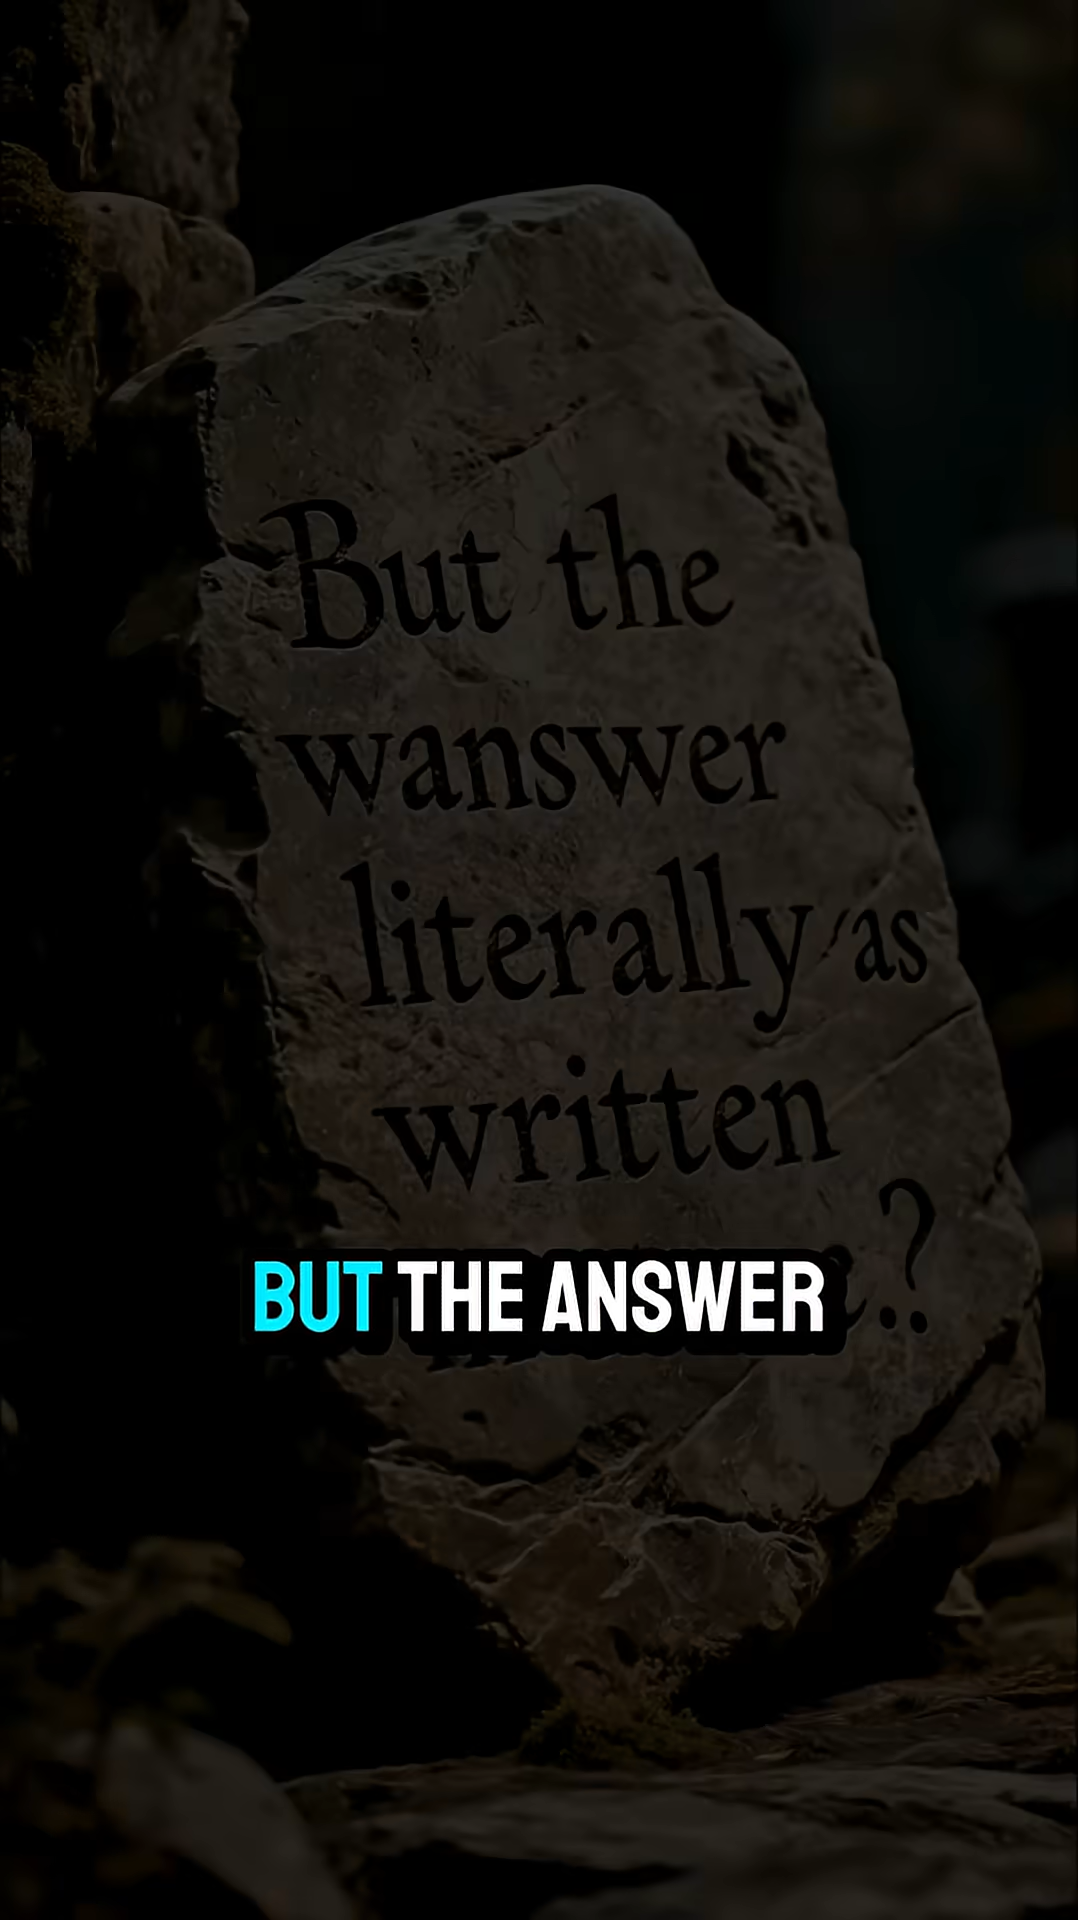 But the
wanswer
literally as
written
?
BUT THE ANSWER